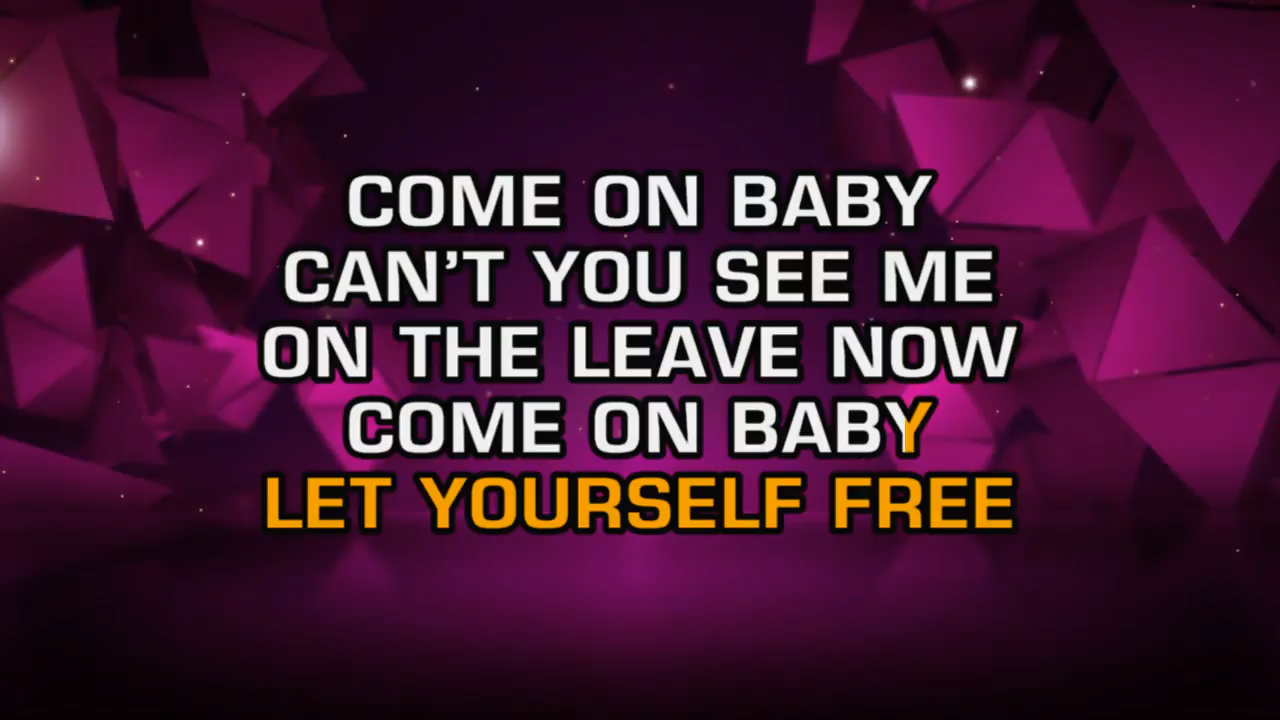 COME ON BABY
CAN'T YOU SEE ME
ON THE LEAVE NOW
COME ON BABY
LET YOURSELF FREE